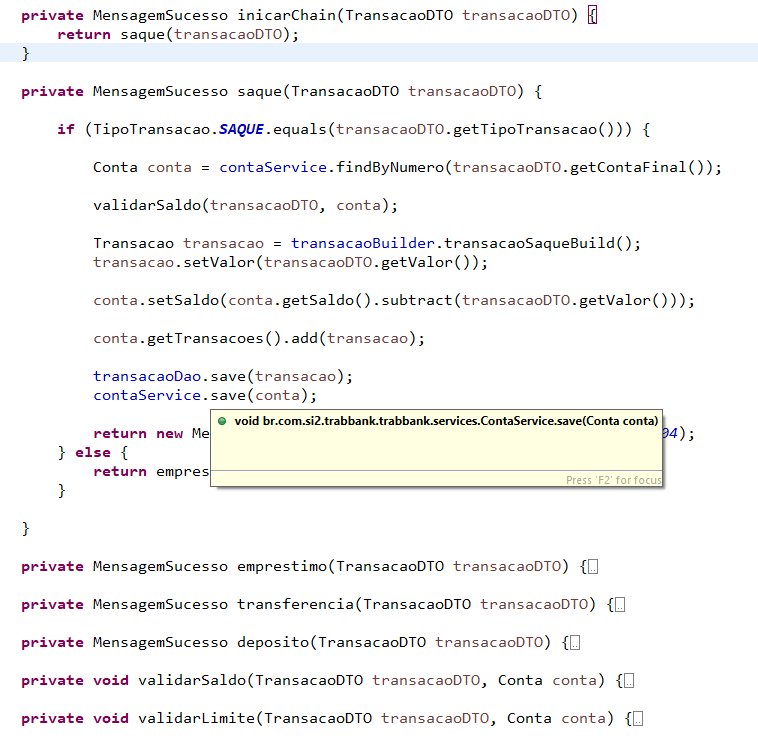 private MensagemSucesso inicarChain(TransacaoDTO transacaoDTO) {
    return saque(transacaoDTO);
}
private MensagemSucesso saque(TransacaoDTO transacaoDTO) {
    if (TipoTransacao.SAQUE.equals(transacaoDTO.getTipoTransacao())) {
        Conta conta = contaService.findByNumero(transacaoDTO.getContaFinal());
        validarSaldo(transacaoDTO, conta);
        Transacao transacao = transacaoBuilder.transacaoSaqueBuild();
        transacao.setValor(transacaoDTO.getValor());
        conta.setSaldo(conta.getSaldo().subtract(transacaoDTO.getValor()));
        conta.getTransacoes().add(transacao);
        transacaoDao.save(transacao);
        contaService.save(conta);
void br.com.si2.trabbank.trabbank.services.ContaService.save(Conta conta)
        return new Me 04);
    } else {
        return empres
Press 'F2' for focus
    }
}
private MensagemSucesso emprestimo(TransacaoDTO transacaoDTO) {
private MensagemSucesso transferencia(TransacaoDTO transacaoDTO) {
private MensagemSucesso deposito(TransacaoDTO transacaoDTO) {
private void validarSaldo(TransacaoDTO transacaoDTO, Conta conta) {
private void validarLimite(TransacaoDTO transacaoDTO, Conta conta) {